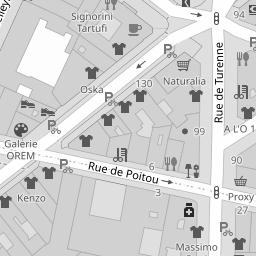 Signorini
Tartufi
94
Rue de Turenne
Naturalia
130
Oska
99
A L'O
Galerie
OREM
Rue de Poitou
6
90
3
Kenzo
Proxy
27
Massimo